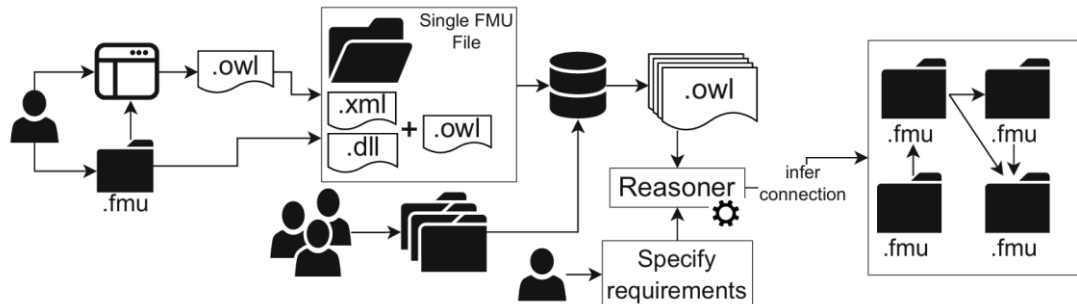 .owl
.fmu
Single FMU
File
.xml
.dll
+
.owl
.owl
Reasoner
Specify
requirements
infer
connection
.fmu
.fmu
.fmu
.fmu